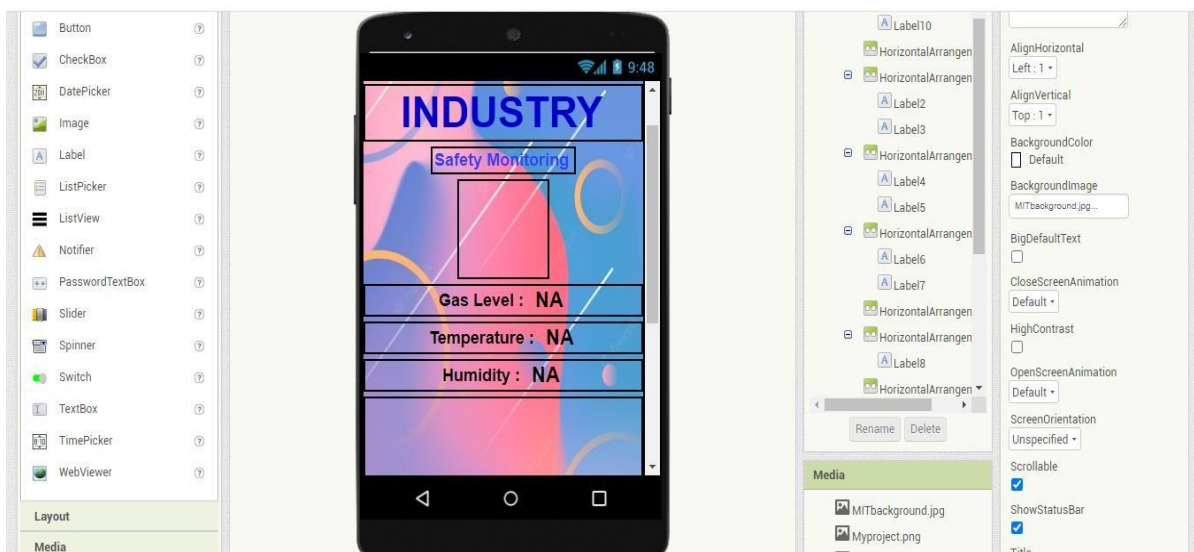 Button
CheckBox
DatePicker
Image
Label
ListPicker
ListView
Notifier
PasswordTextBox
Slider
Spinner
Switch
TextBox
TimePicker
WebViewer
Layout
Media
9:48
INDUSTRY
Safety Monitoring
Gas Level : NA
Temperature : NA
Humidity : NA
Label10
HorizontalArrangen
HorizontalArrangen
Label2
Label3
HorizontalArrangen
Label4
Label5
HorizontalArrangen
Label6
Label7
HorizontalArrangen
HorizontalArrangen
Label8
HorizontalArrangen
Rename Delete
Media
MITbackground.jpg
Myproject.png
AlignHorizontal
Left : 1
AlignVertical
Top : 1
BackgroundColor
Default
BackgroundImage
MITbackground.jpg...
BigDefaultText
CloseScreenAnimation
Default
HighContrast
OpenScreenAnimation
Default
ScreenOrientation
Unspecified
Scrollable
ShowStatusBar
Title